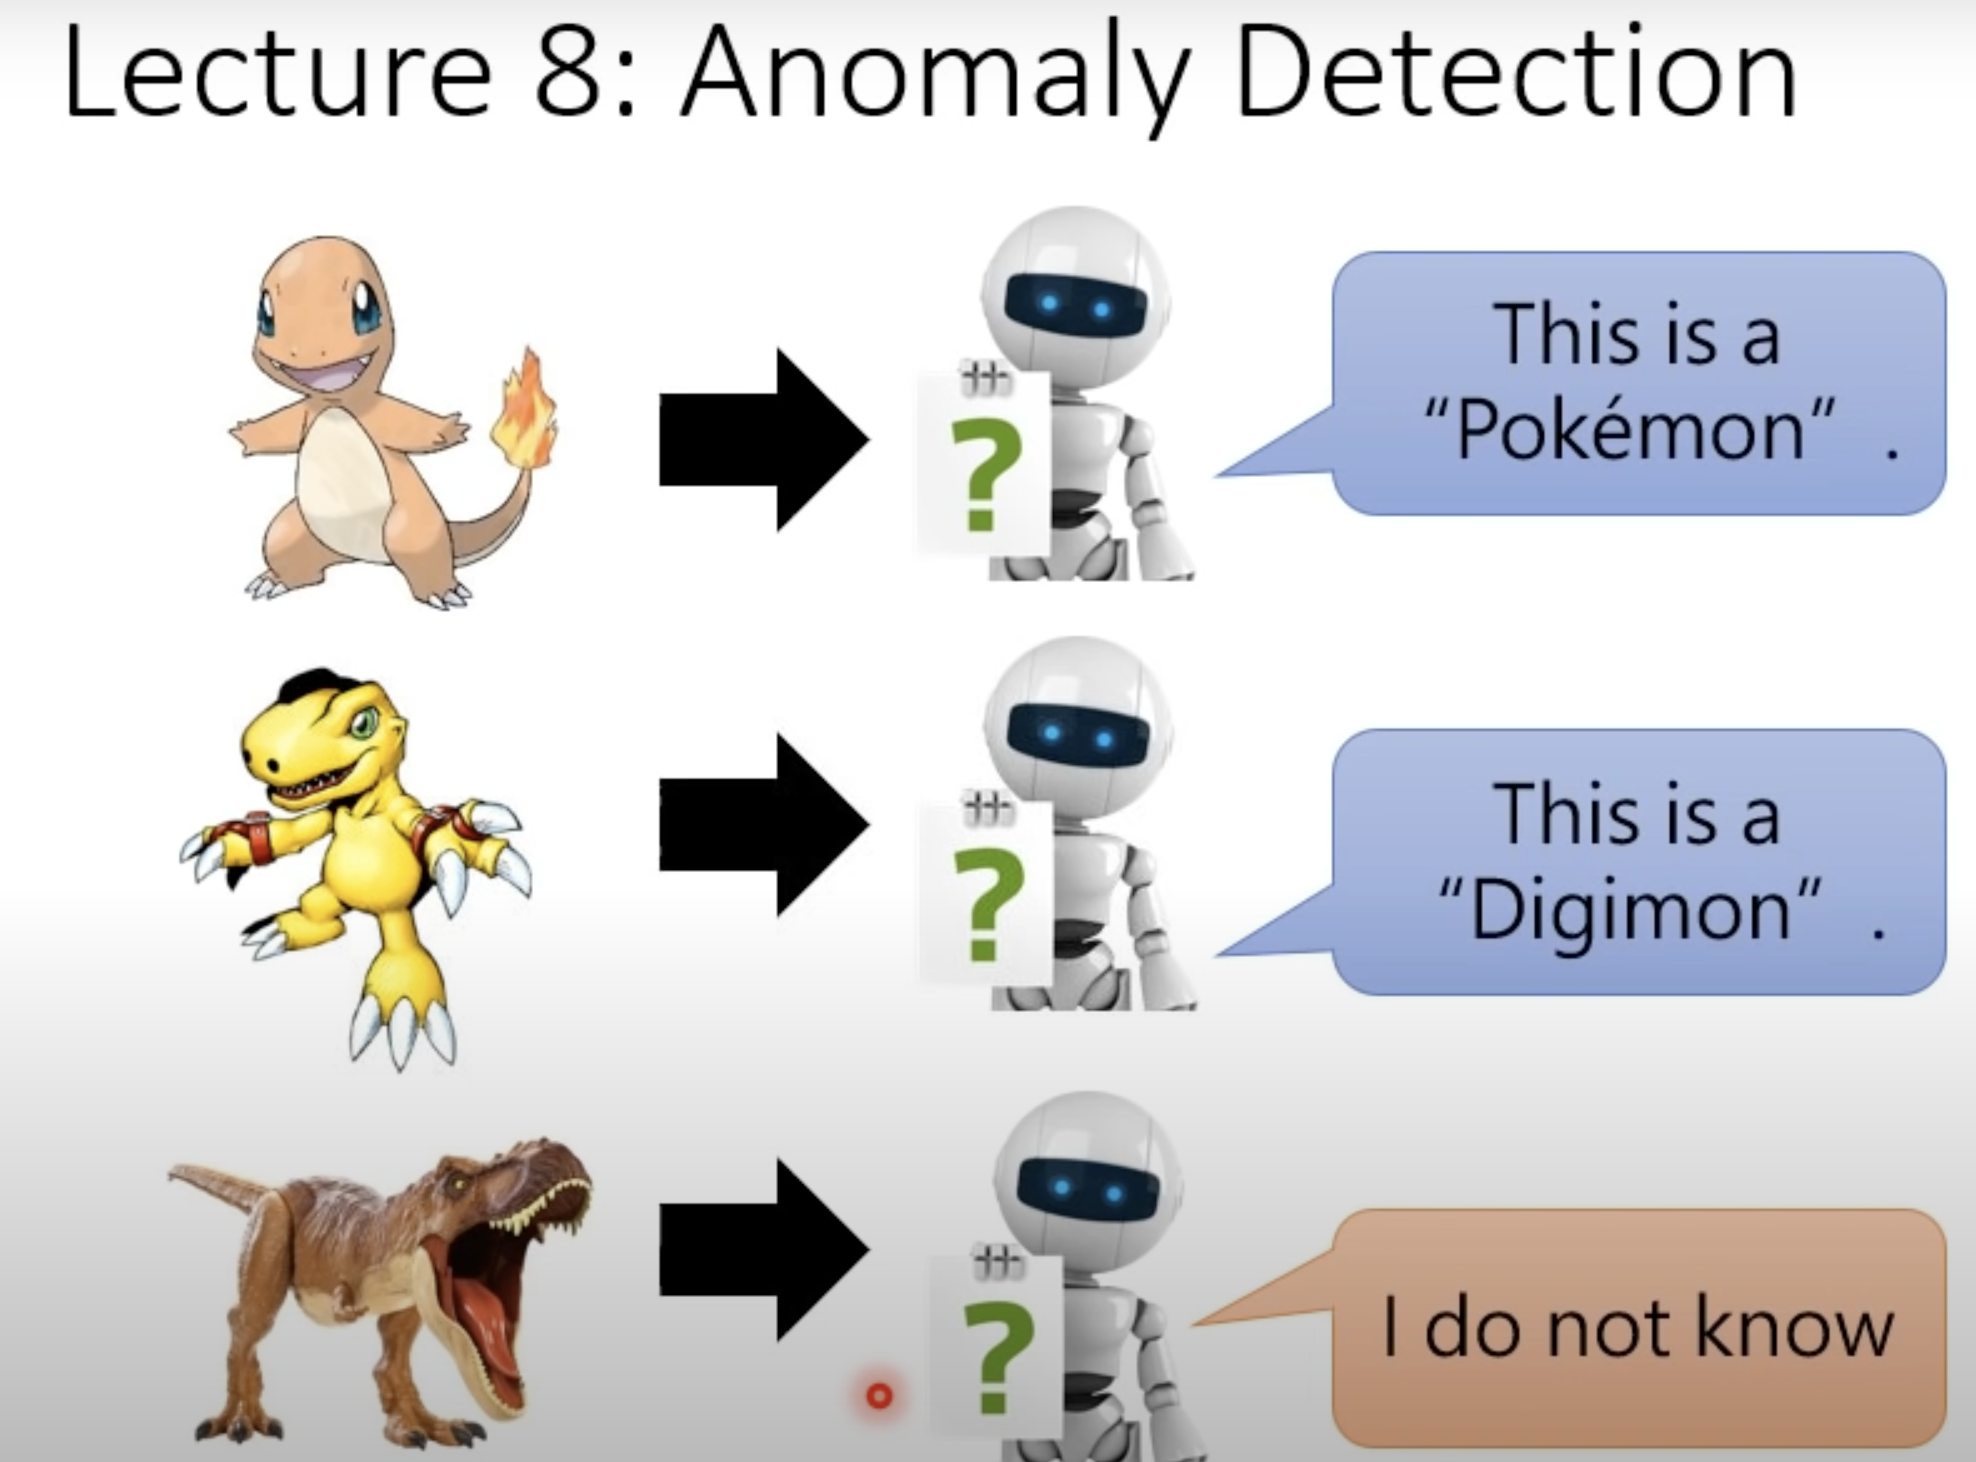 Lecture 8: Anomaly Detection
?
This is a
“Pokémon” .
?
This is a
“Digimon” .
?
I do not know